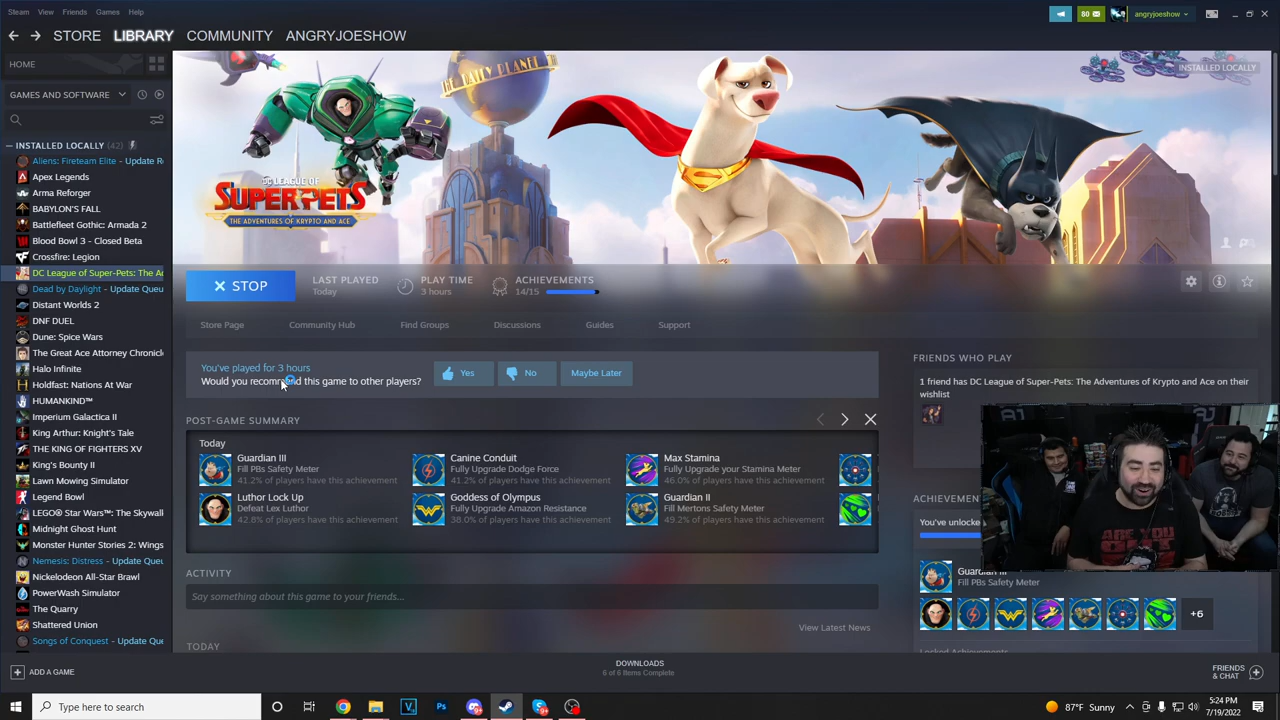 Steam View Friends Games Help
80
angryjoeshow
STORE LIBRARY COMMUNITY ANGRYJOESHOW
HOME
GAMES AND SOFTWARE
INSTALLED LOCALLY (42)
Aliens: Fireteam Elite - Update Re
Apex Legends
Arma Reforger
BABYLON'S FALL
Battlefleet Gothic: Armada 2
Blood Bowl 3 - Closed Beta
Crossfire: Legion
DC League of Super-Pets: The Ad
Dead by Daylight - Update Queu
Distant Worlds 2
DNF DUEL
Dune: Spice Wars
The Great Ace Attorney Chronicle
Halo Infinite
Holdfast: Nations At War
HUMANKIND™
Imperium Galactica II
King Arthur: Knight's Tale
THE KING OF FIGHTERS XV
King's Bounty II
Lawn Mowing Simulator
Legend Bowl
LEGO® Star Wars™: The Skywall
Midnight Ghost Hunt
Monster Hunter Stories 2: Wings
Nemesis: Distress - Update Queu
Nickelodeon All-Star Brawl
PowerWash Simulator
The Quarry
Shattered Union
Songs of Conquest - Update Que
ADD A GAME
THE DAILY PLANET
INSTALLED LOCALLY
DC LEAGUE OF
SUPER-PETS
THE ADVENTURES OF KRYPTO AND ACE
STOP
LAST PLAYED
Today
PLAY TIME
3 hours
ACHIEVEMENTS
14/15
Store Page Community Hub Find Groups Discussions Guides Support
You've played for 3 hours
Would you recommend this game to other players?
Yes No Maybe Later
POST-GAME SUMMARY
Today
Guardian III
Fill PBs Safety Meter
41.2% of players have this achievement
Canine Conduit
Fully Upgrade Dodge Force
41.2% of players have this achievement
Max Stamina
Fully Upgrade your Stamina Meter
46.0% of players have this achievement
Luthor Lock Up
Defeat Lex Luthor
42.8% of players have this achievement
Goddess of Olympus
Fully Upgrade Amazon Resistance
38.0% of players have this achievement
Guardian II
Fill Mertons Safety Meter
49.2% of players have this achievement
ACTIVITY
Say something about this game to your friends...
View Latest News
TODAY
FRIENDS WHO PLAY
1 friend has DC League of Super-Pets: The Adventures of Krypto and Ace on their
wishlist
ACHIEVEMEN
You've unlocke
Guardian III
Fill PBs Safety Meter
+6
Locked Achievements
ARE YOU
OK?
DOWNLOADS
6 of 6 Items Complete
FRIENDS
& CHAT
Type here to search
87°F Sunny
5:24 PM
7/19/2022